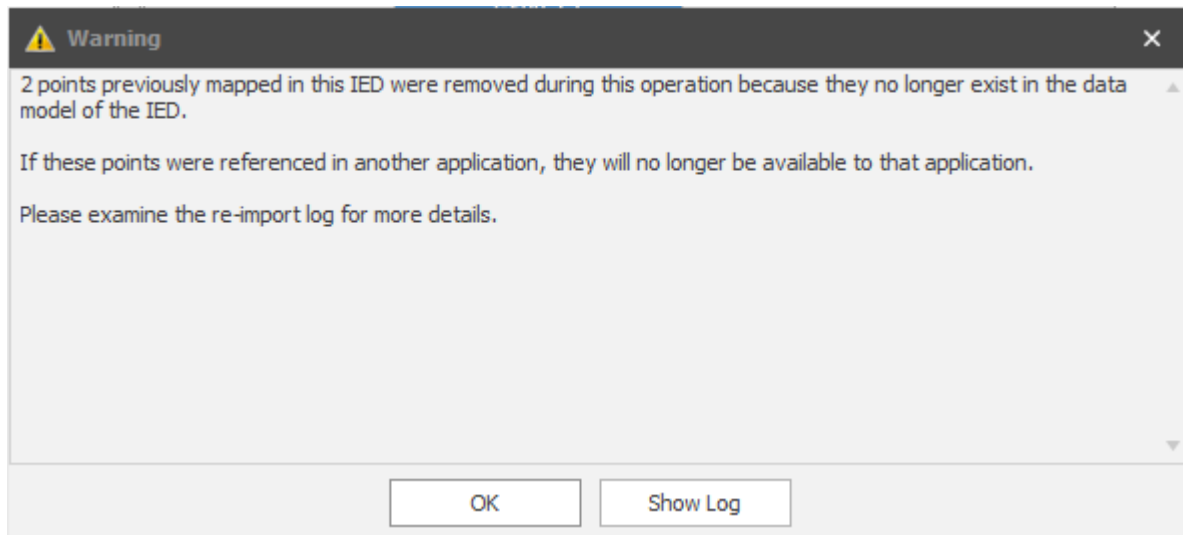 Warning
2 points previously mapped in this IED were removed during this operation because they no longer exist in the data
model of the IED.
If these points were referenced in another application, they will no longer be available to that application.
Please examine the re-import log for more details.
OK
Show Log